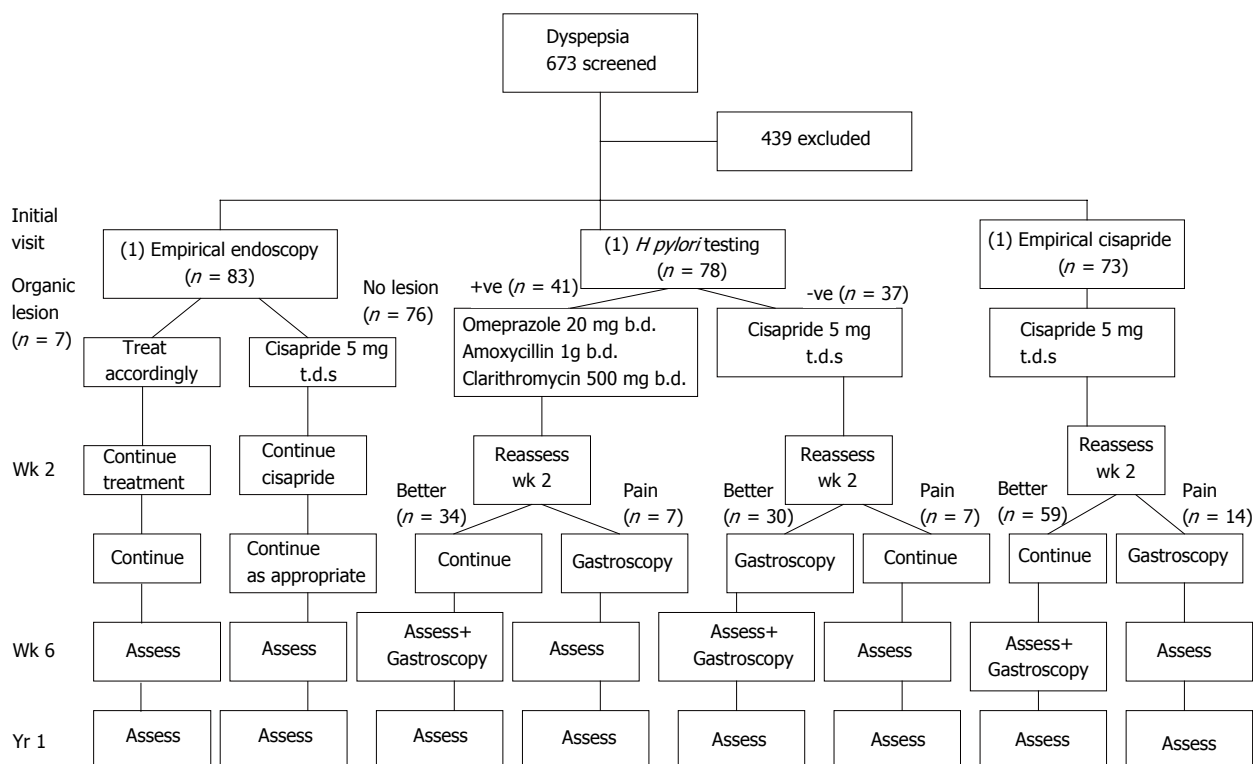 Dyspepsia
673 screened
439 excluded
Initial
visit
(1) Empirical endoscopy
(n = 83)
(1) H pylori testing
(n = 78)
(1) Empirical cisapride
(n = 73)
Organic
lesion
(n = 7)
No lesion
(n = 76)
+ve (n = 41)
-ve (n = 37)
Treat
accordingly
Cisapride 5 mg
t.d.s
Omeprazole 20 mg b.d.
Amoxycillin 1g b.d.
Clarithromycin 500 mg b.d.
Cisapride 5 mg
t.d.s
Cisapride 5 mg
t.d.s
Wk 2
Continue
treatment
Continue
cisapride
Reassess
wk 2
Reassess
wk 2
Reassess
wk 2
Better
(n = 34)
Pain
(n = 7)
Better
(n = 30)
Pain
(n = 7)
Better
(n = 59)
Pain
(n = 14)
Continue
Continue
as appropriate
Continue
Gastroscopy
Gastroscopy
Continue
Continue
Gastroscopy
Wk 6
Assess
Assess
Assess+
Gastroscopy
Assess
Assess+
Gastroscopy
Assess
Assess+
Gastroscopy
Assess
Yr 1
Assess
Assess
Assess
Assess
Assess
Assess
Assess
Assess